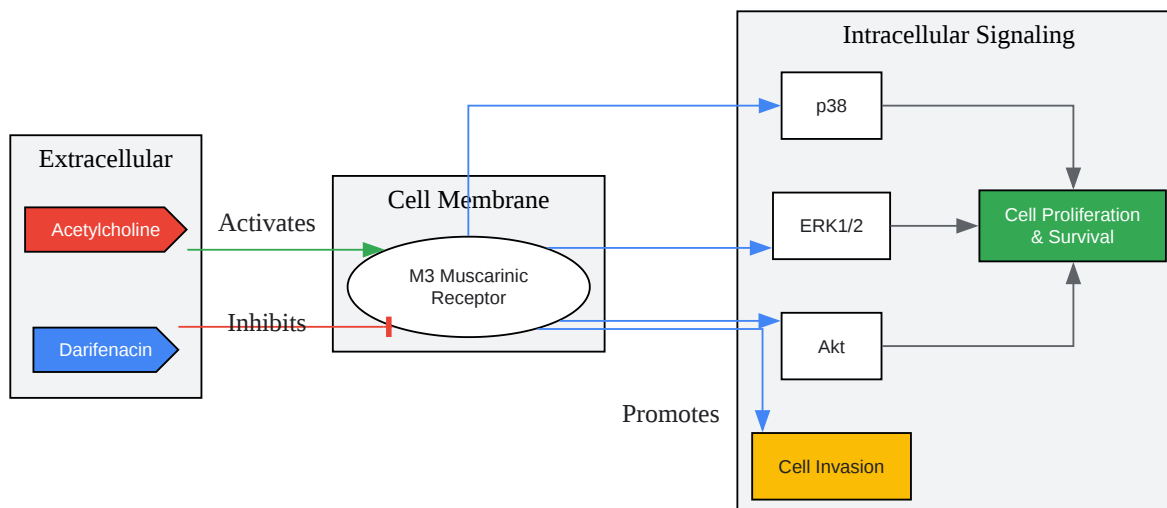 Extracellular
Acetylcholine
Darifenacin
Activates
Inhibits
Cell Membrane
M3 Muscarinic
Receptor
Promotes
Intracellular Signaling
p38
ERK1/2
Akt
Cell Invasion
Cell Proliferation
& Survival